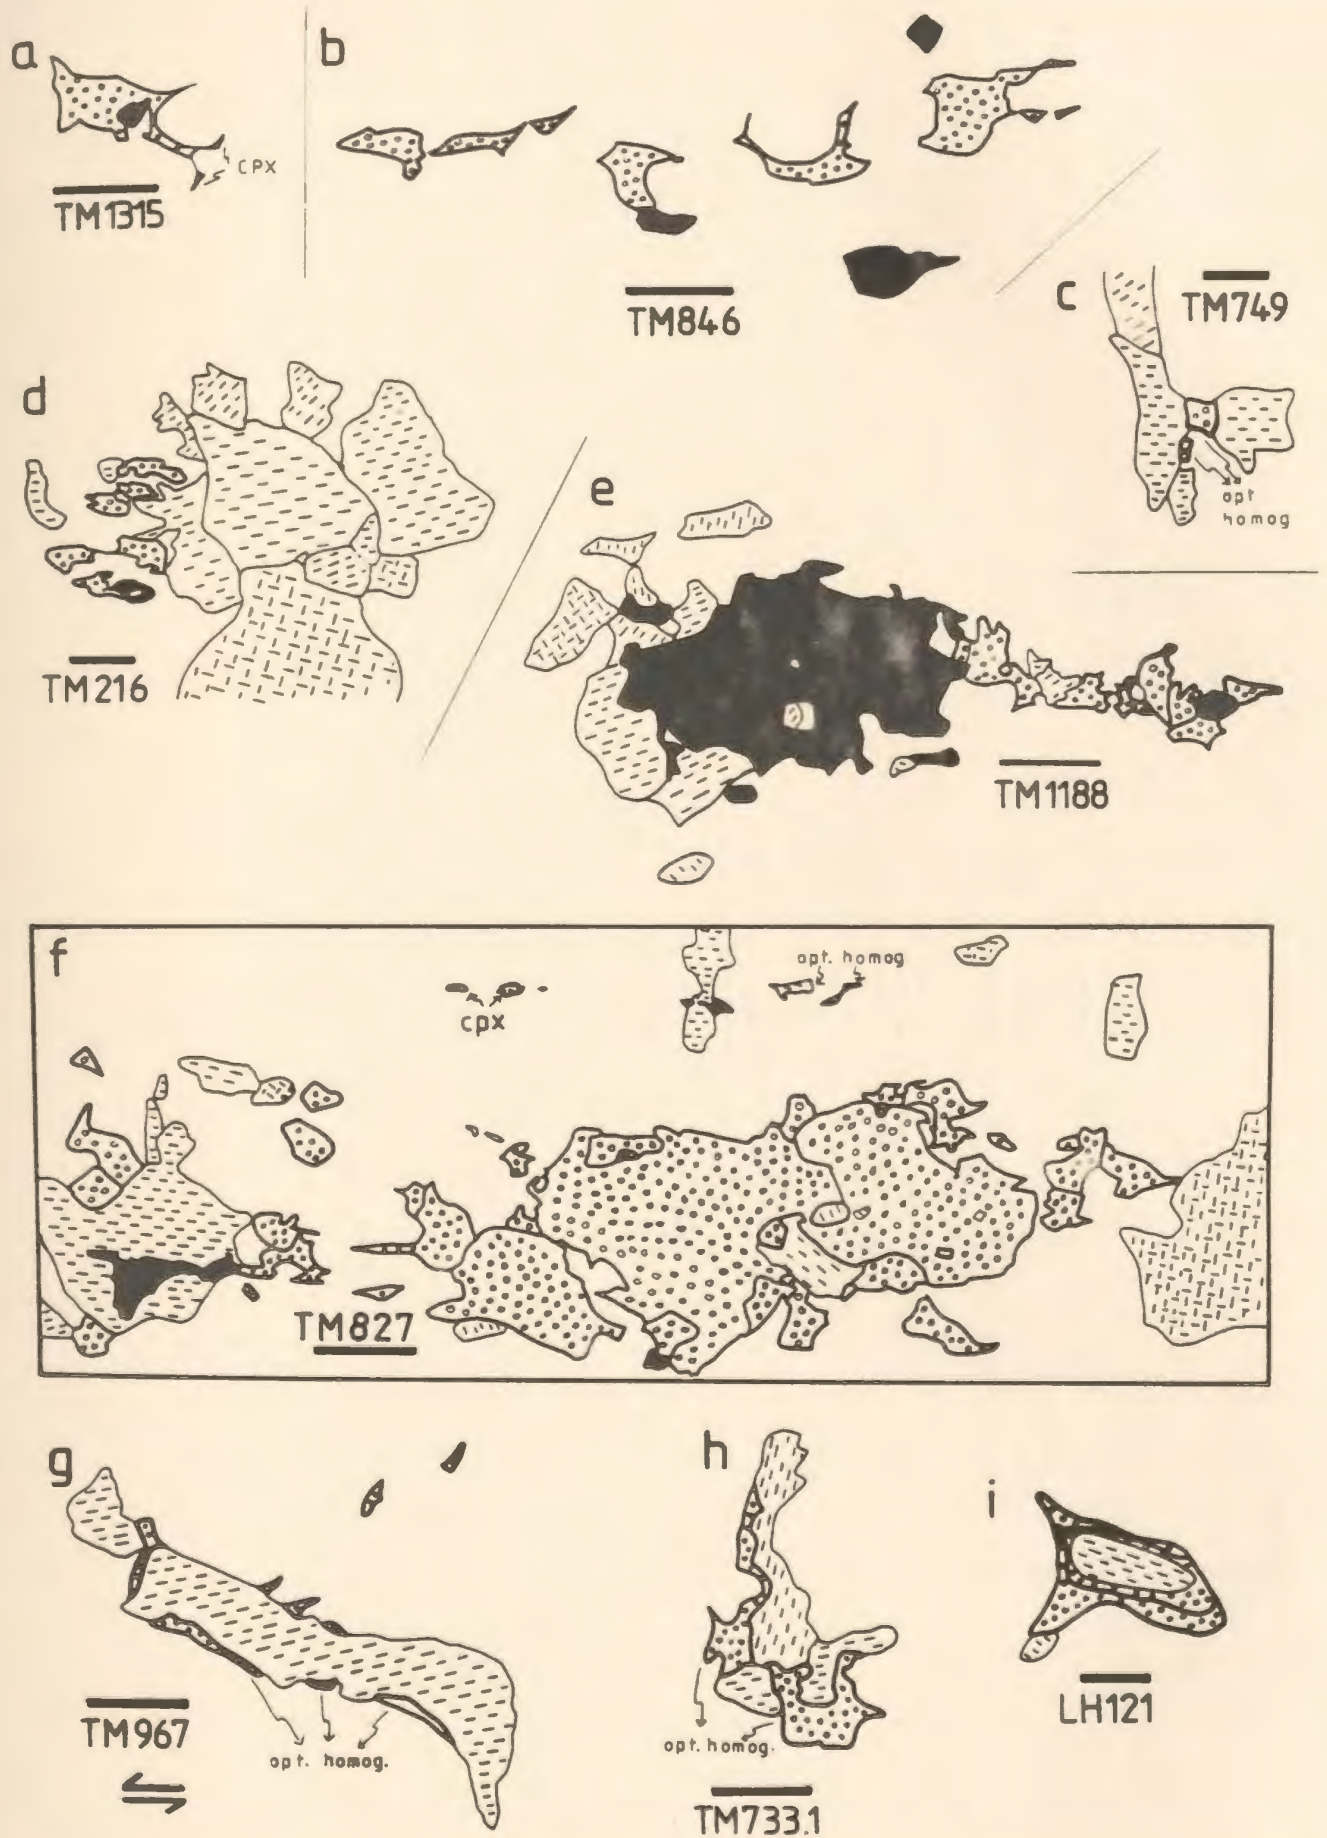 a
cpx
TM1315
b
TM846
c
TM749
opt
homog
d
TM216
e
TM1188
f
cpx
opt. homog
TM827
g
opt. homog.
TM967
h
opt. homog.
TM733.1
i
LH121